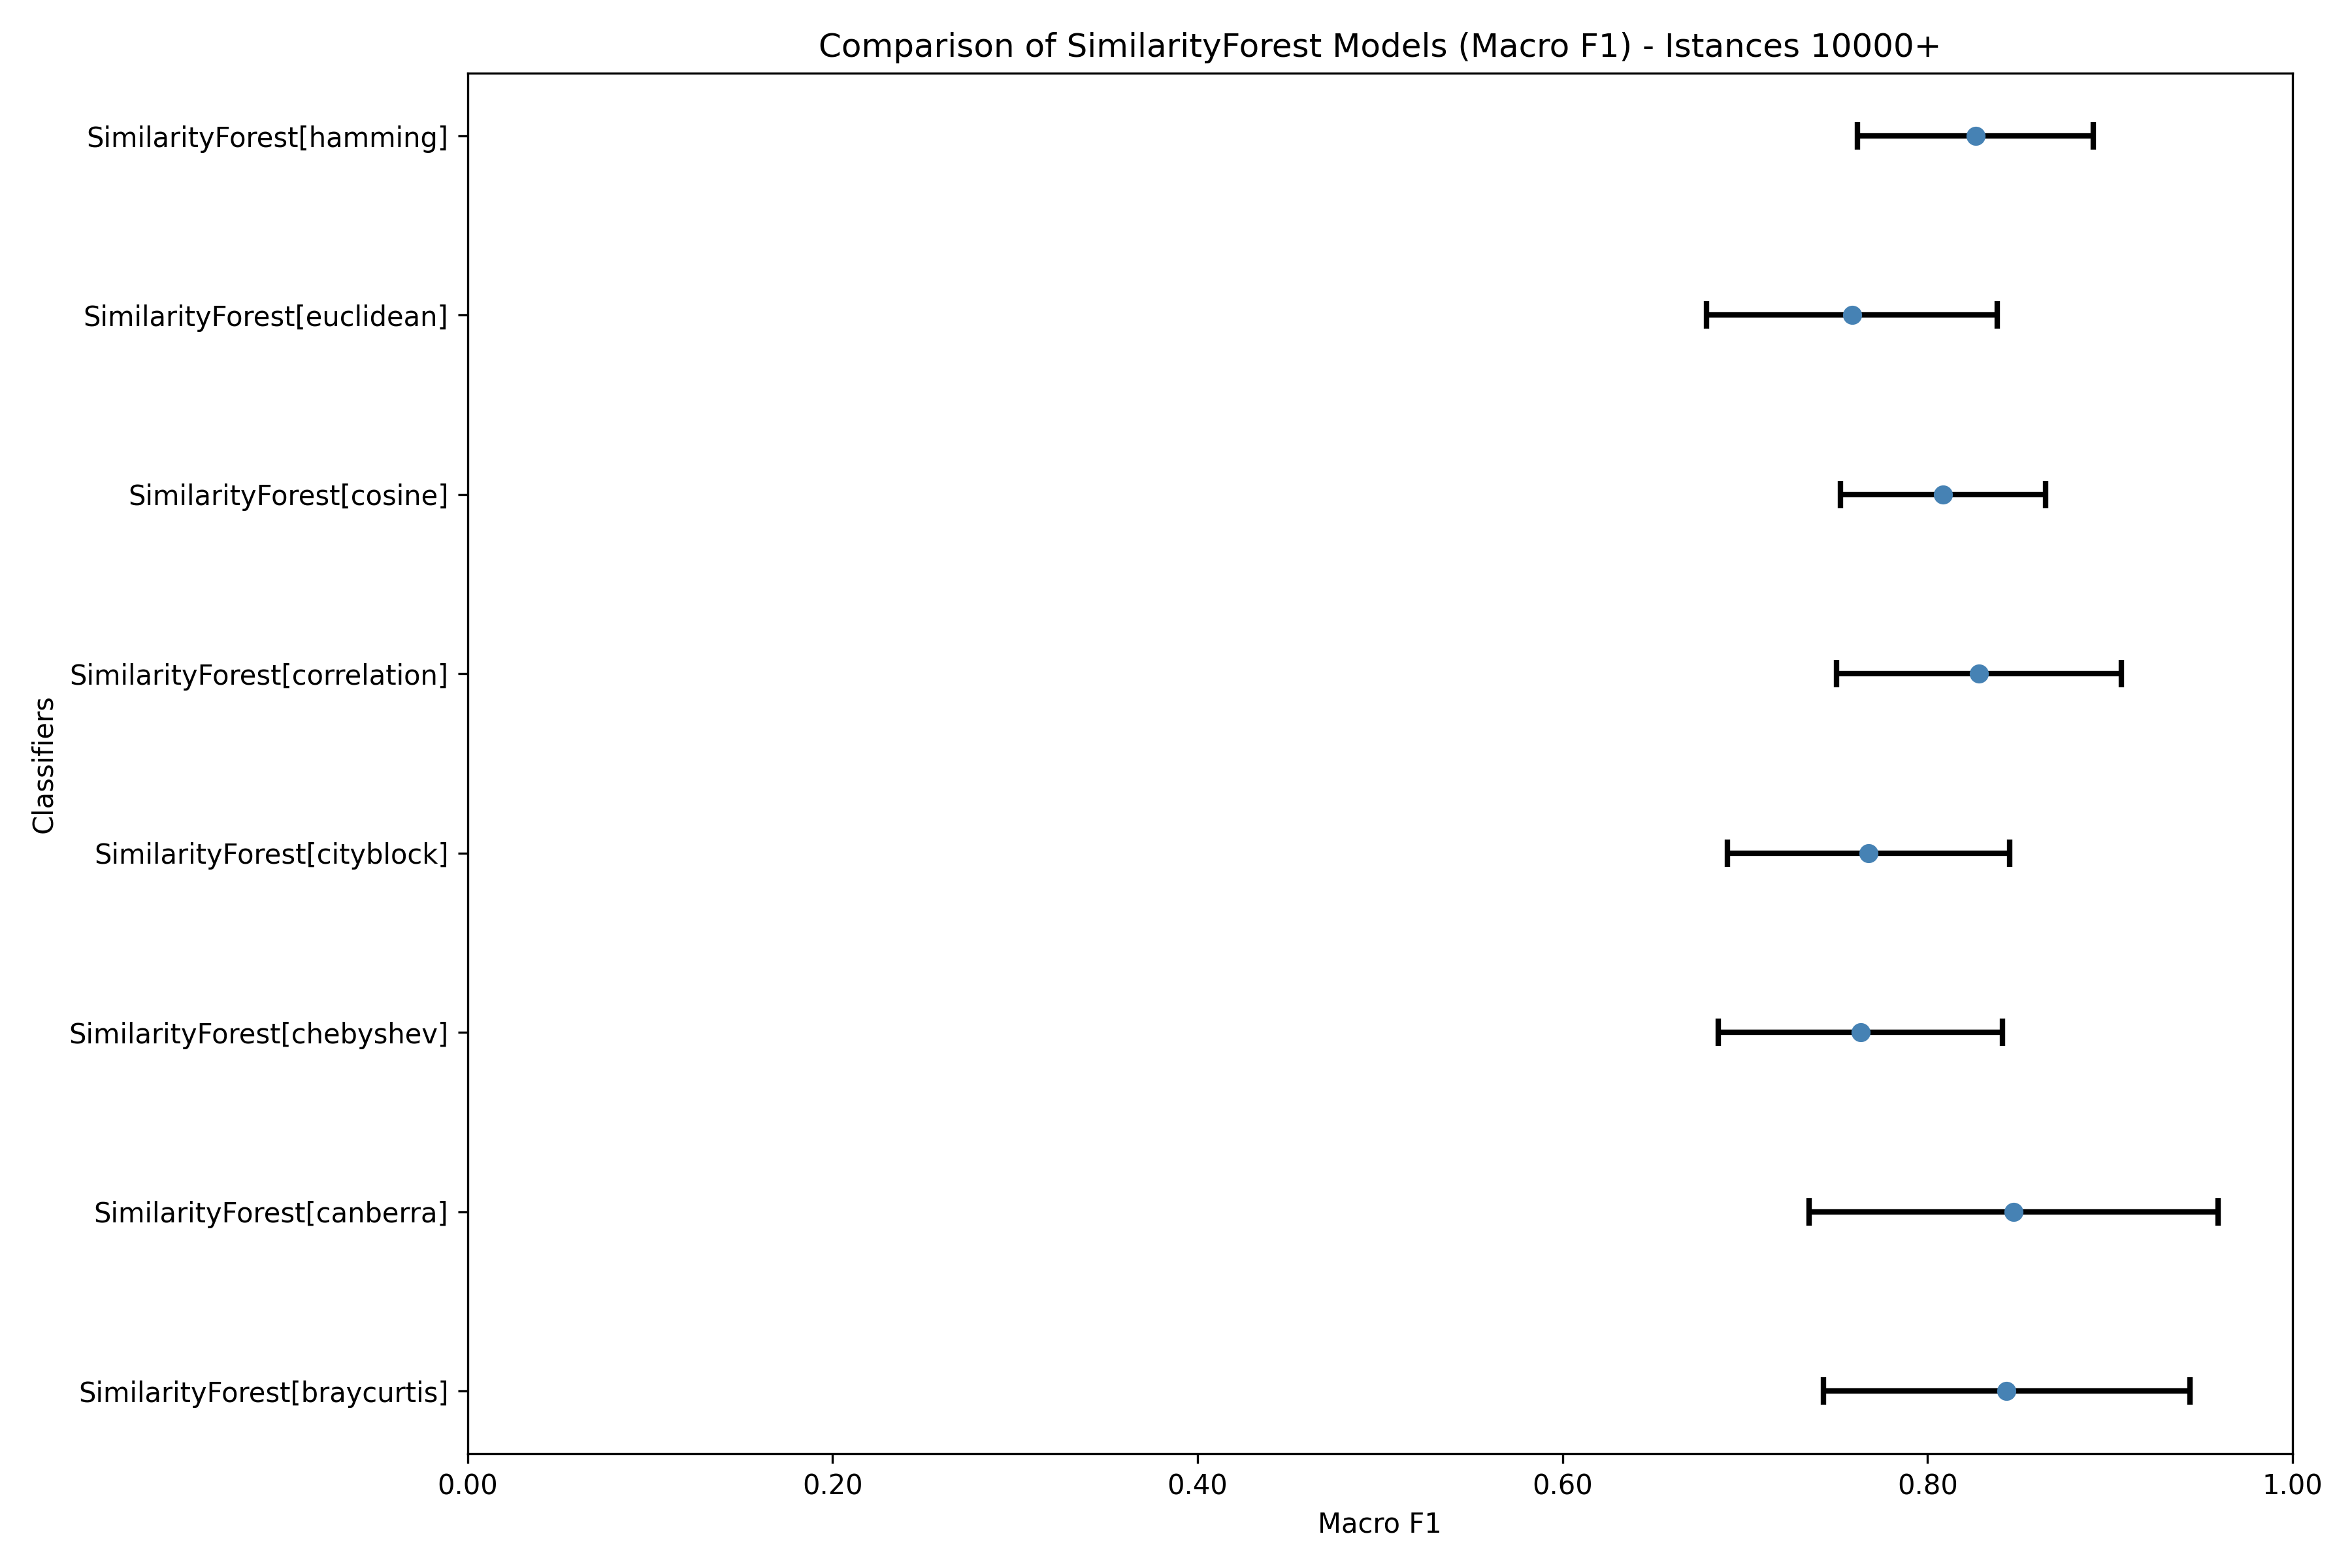 Comparison of SimilarityForest Models (Macro F1) - Istances 10000+
SimilarityForest[hamming]
SimilarityForest[euclidean]
SimilarityForest[cosine]
SimilarityForest[correlation]
SimilarityForest[cityblock]
SimilarityForest[chebyshev]
SimilarityForest[canberra]
SimilarityForest[braycurtis]
Classifiers
0.00 0.20 0.40 0.60 0.80 1.00
Macro F1